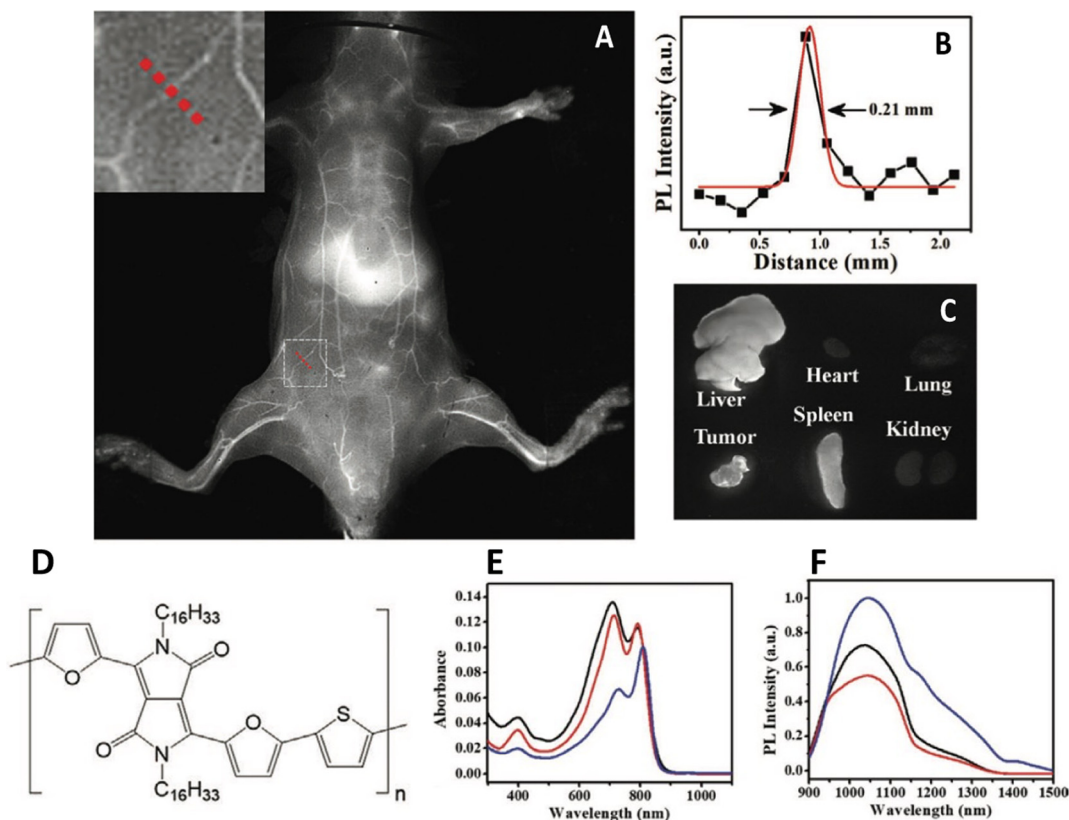 A
B
PL Intensity (a.u.)
0.21 mm
0.0 0.5 1.0 1.5 2.0
Distance (mm)
C
Liver
Heart
Lung
Tumor
Spleen
Kidney
D
C16H33
N
O
O
O
S
O
N
C16H33
n
E
Aborbance
0.14
0.12
0.10
0.08
0.06
0.04
0.02
0.00
400 600 800 1000
Wavelength (nm)
F
PL Intensity (a.u.)
1.0
0.8
0.6
0.4
0.2
0.0
900 1000 1100 1200 1300 1400 1500
Wavelength (nm)